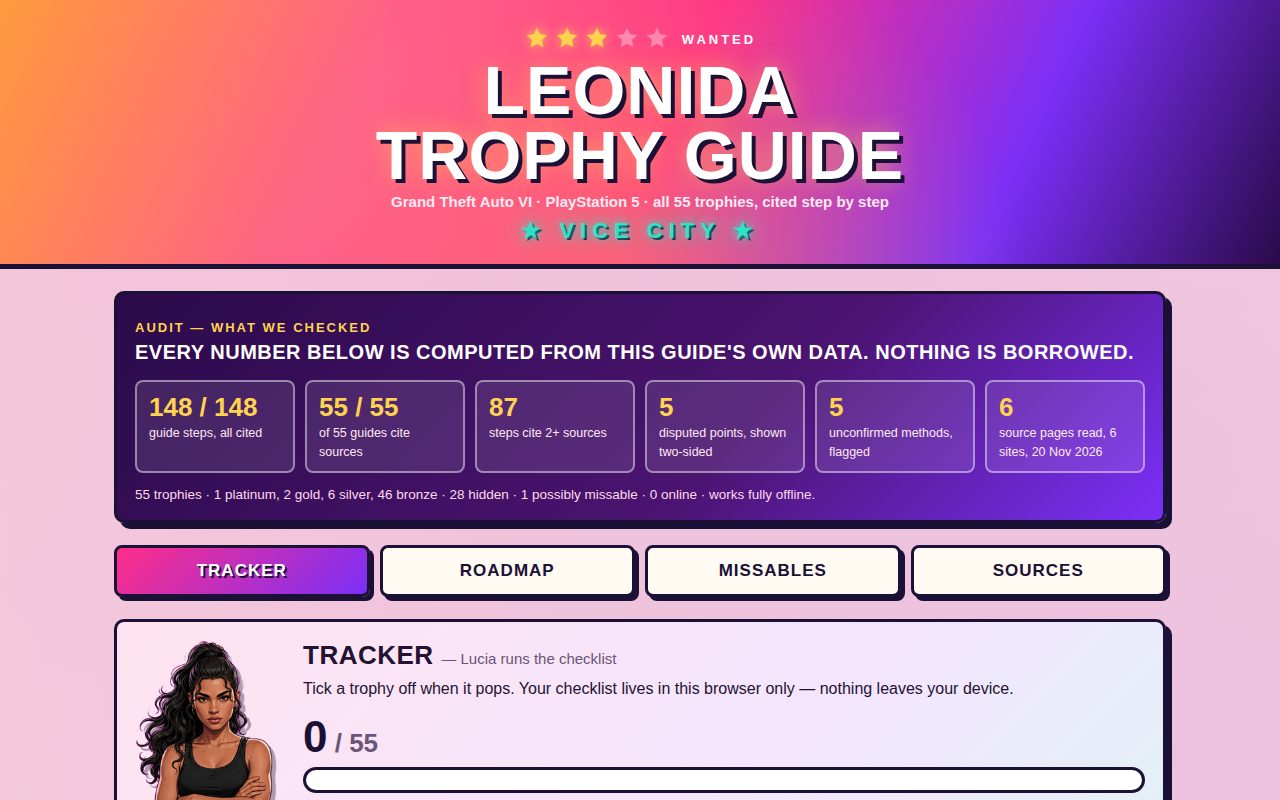 WANTED
LEONIDA
TROPHY GUIDE
Grand Theft Auto VI · PlayStation 5 · all 55 trophies, cited step by step
★ VICE CITY ★
AUDIT — WHAT WE CHECKED
EVERY NUMBER BELOW IS COMPUTED FROM THIS GUIDE'S OWN DATA. NOTHING IS BORROWED.
148 / 148
guide steps, all cited
55 / 55
of 55 guides cite
sources
87
steps cite 2+ sources
5
disputed points, shown
two-sided
5
unconfirmed methods,
flagged
6
source pages read, 6
sites, 20 Nov 2026
55 trophies · 1 platinum, 2 gold, 6 silver, 46 bronze · 28 hidden · 1 possibly missable · 0 online · works fully offline.
TRACKER
ROADMAP
MISSABLES
SOURCES
TRACKER — Lucia runs the checklist
Tick a trophy off when it pops. Your checklist lives in this browser only — nothing leaves your device.
0 / 55